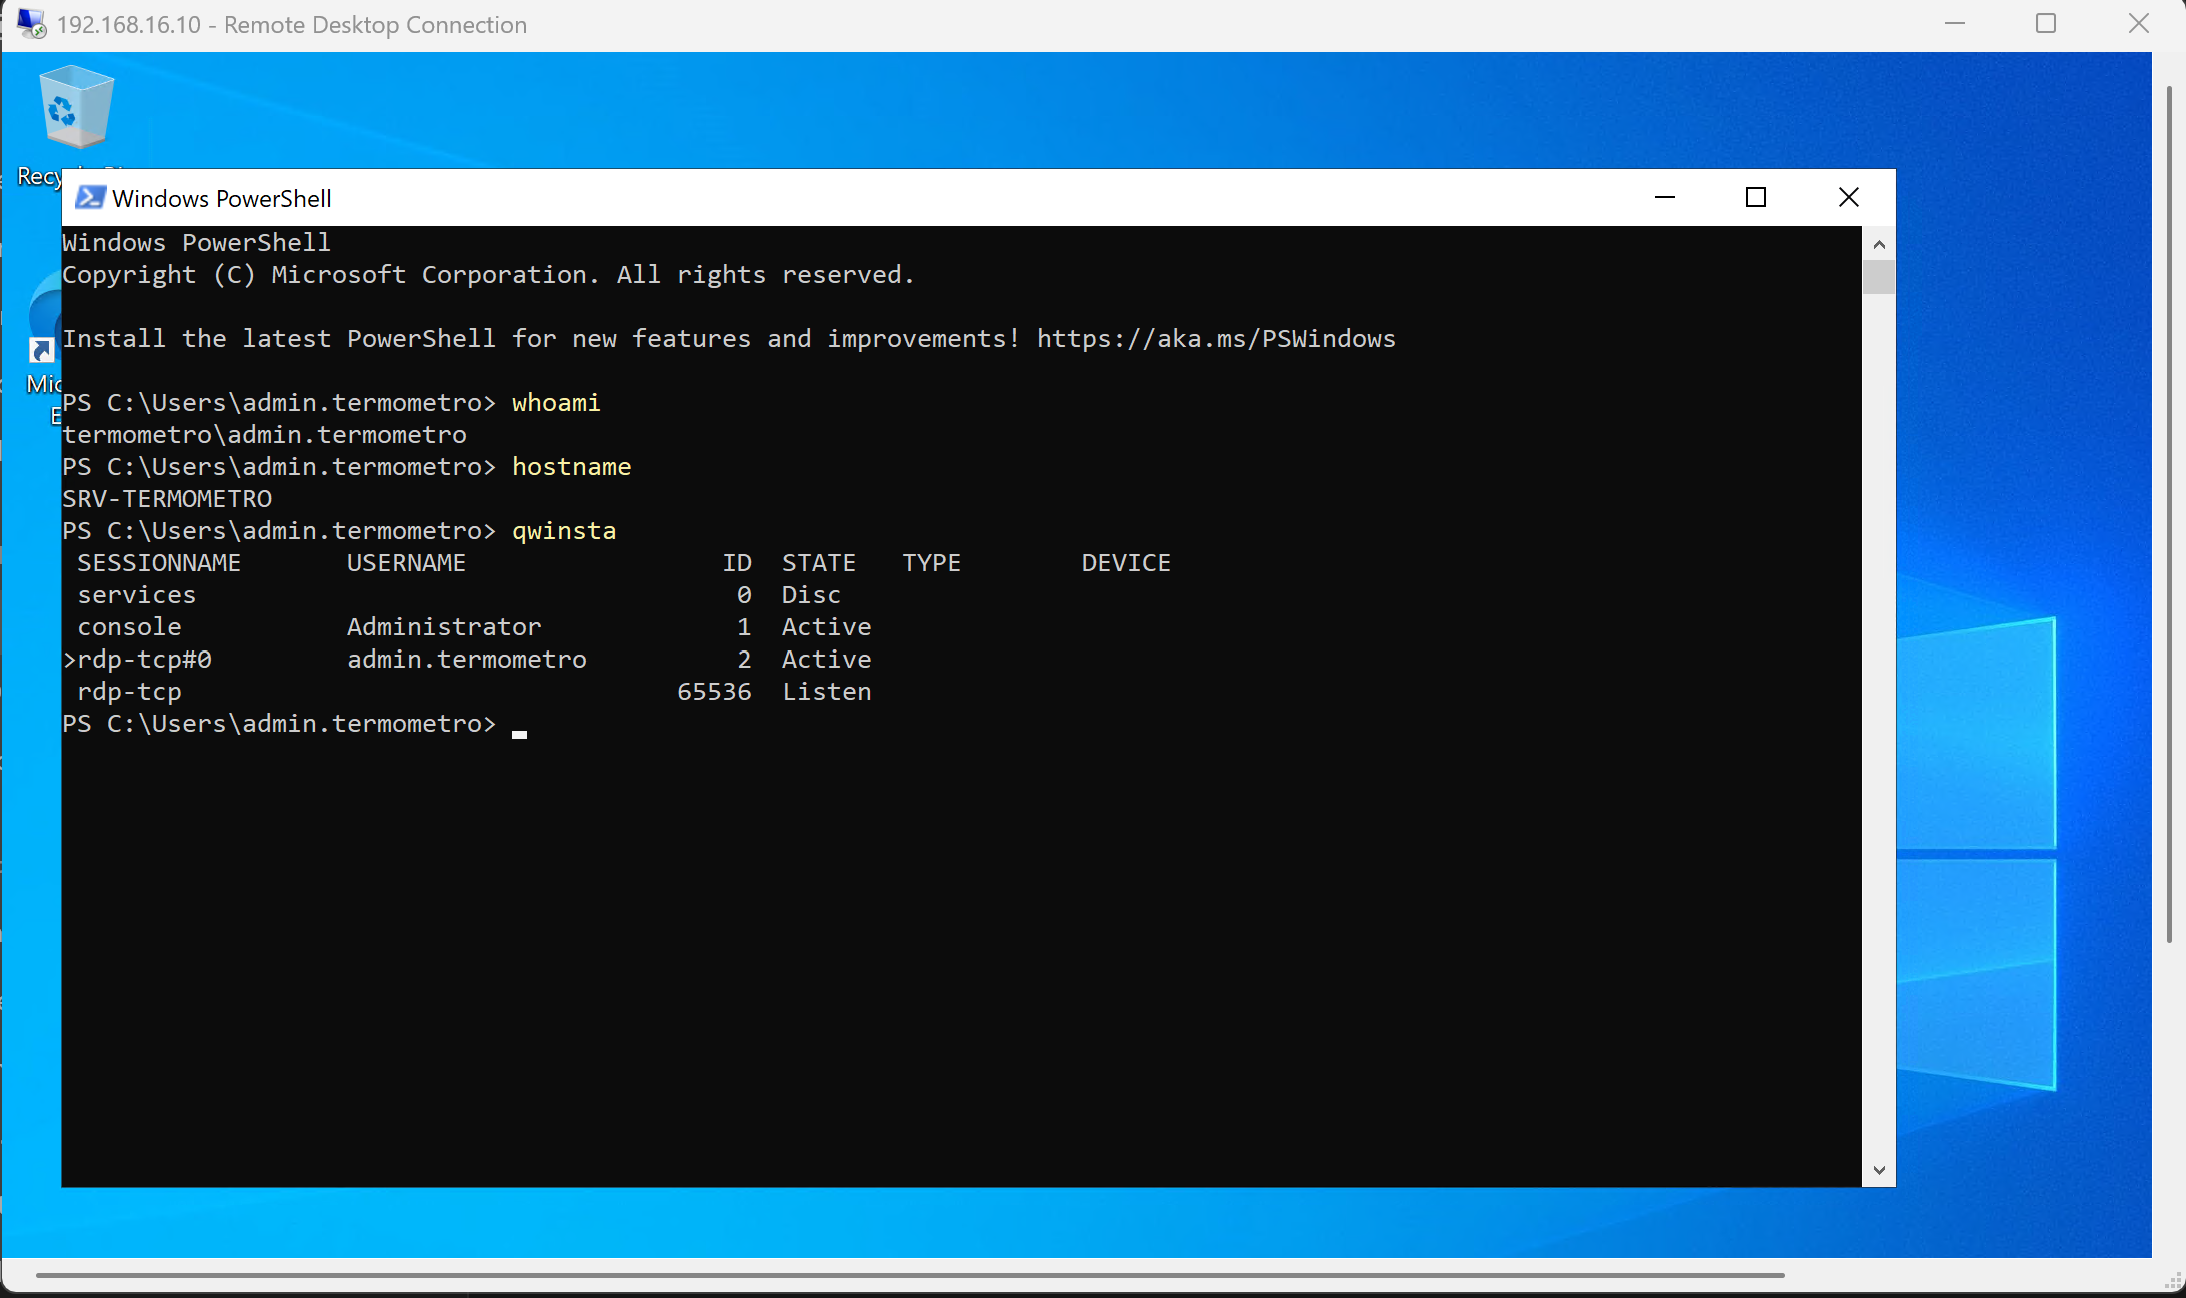 192.168.16.10 - Remote Desktop Connection
Windows PowerShell
Windows PowerShell
Copyright (C) Microsoft Corporation. All rights reserved.
Install the latest PowerShell for new features and improvements! https://aka.ms/PSWindows
PS C:\Users\admin.termometro> whoami
termometro\admin.termometro
PS C:\Users\admin.termometro> hostname
SRV-TERMOMETRO
PS C:\Users\admin.termometro> qwinsta
SESSIONNAME USERNAME ID STATE TYPE DEVICE
services 0 Disc
console Administrator 1 Active
>rdp-tcp#0 admin.termometro 2 Active
rdp-tcp 65536 Listen
PS C:\Users\admin.termometro>